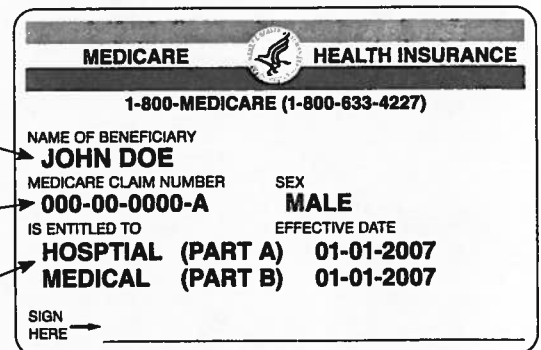 MEDICARE HEALTH INSURANCE
1-800-MEDICARE (1-800-633-4227)
NAME OF BENEFICIARY
JOHN DOE
MEDICARE CLAIM NUMBER SEX
000-00-0000-A MALE
IS ENTITLED TO EFFECTIVE DATE
HOSPTIAL (PART A) 01-01-2007
MEDICAL (PART B) 01-01-2007
SIGN
HERE